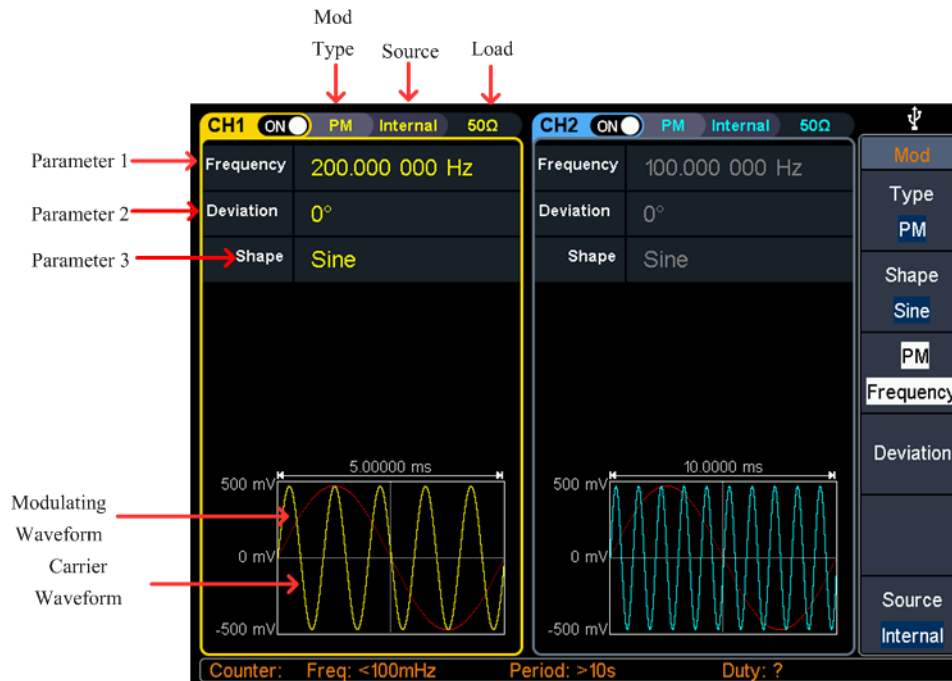 Mod
Type
Source
Load
CH1 ON PM Internal 50Ω
CH2 ON PM Internal 50Ω
Parameter 1
Frequency 200.000 000 Hz
Frequency 100.000 000 Hz
Parameter 2
Deviation 0°
Deviation 0°
Parameter 3
Shape Sine
Shape Sine
Mod
Type
PM
Shape
Sine
PM
Frequency
Deviation
Source
Internal
5.00000 ms
500 mV
0 mV
-500 mV
10.0000 ms
500 mV
0 mV
-500 mV
Modulating
Waveform
Carrier
Waveform
Counter: Freq: <100mHz Period: >10s Duty: ?